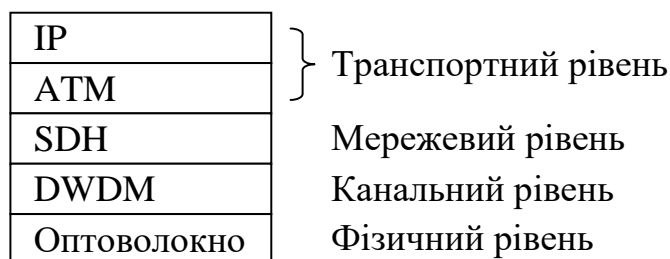 IP
ATM
Транспортний рівень
SDH Мережевий рівень
DWDM Канальний рівень
Оптоволокно Фізичний рівень